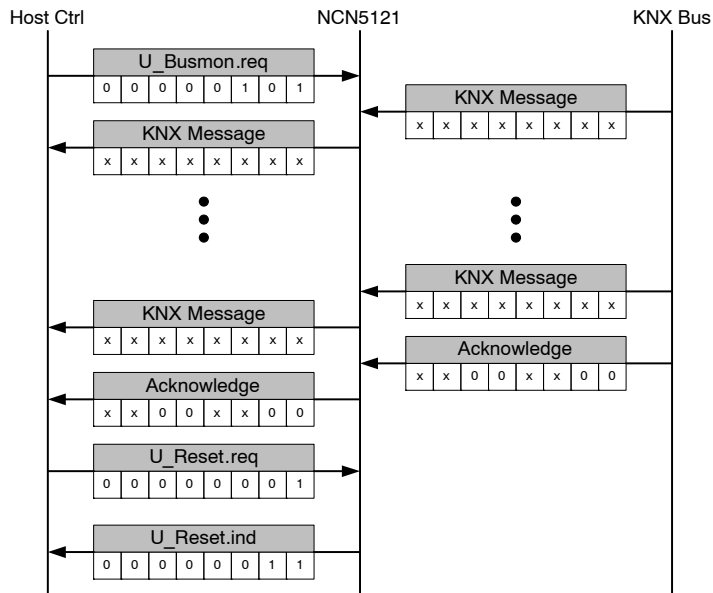 Host Ctrl NCN5121 KNX Bus
U_Busmon.req
0 0 0 0 0 1 0 1
KNX Message
x x x x x x x x
KNX Message
x x x x x x x x
KNX Message
x x x x x x x x
KNX Message
x x x x x x x x
Acknowledge
x x 0 0 x x 0 0
Acknowledge
x x 0 0 x x 0 0
U_Reset.req
0 0 0 0 0 0 0 1
U_Reset.ind
0 0 0 0 0 0 1 1